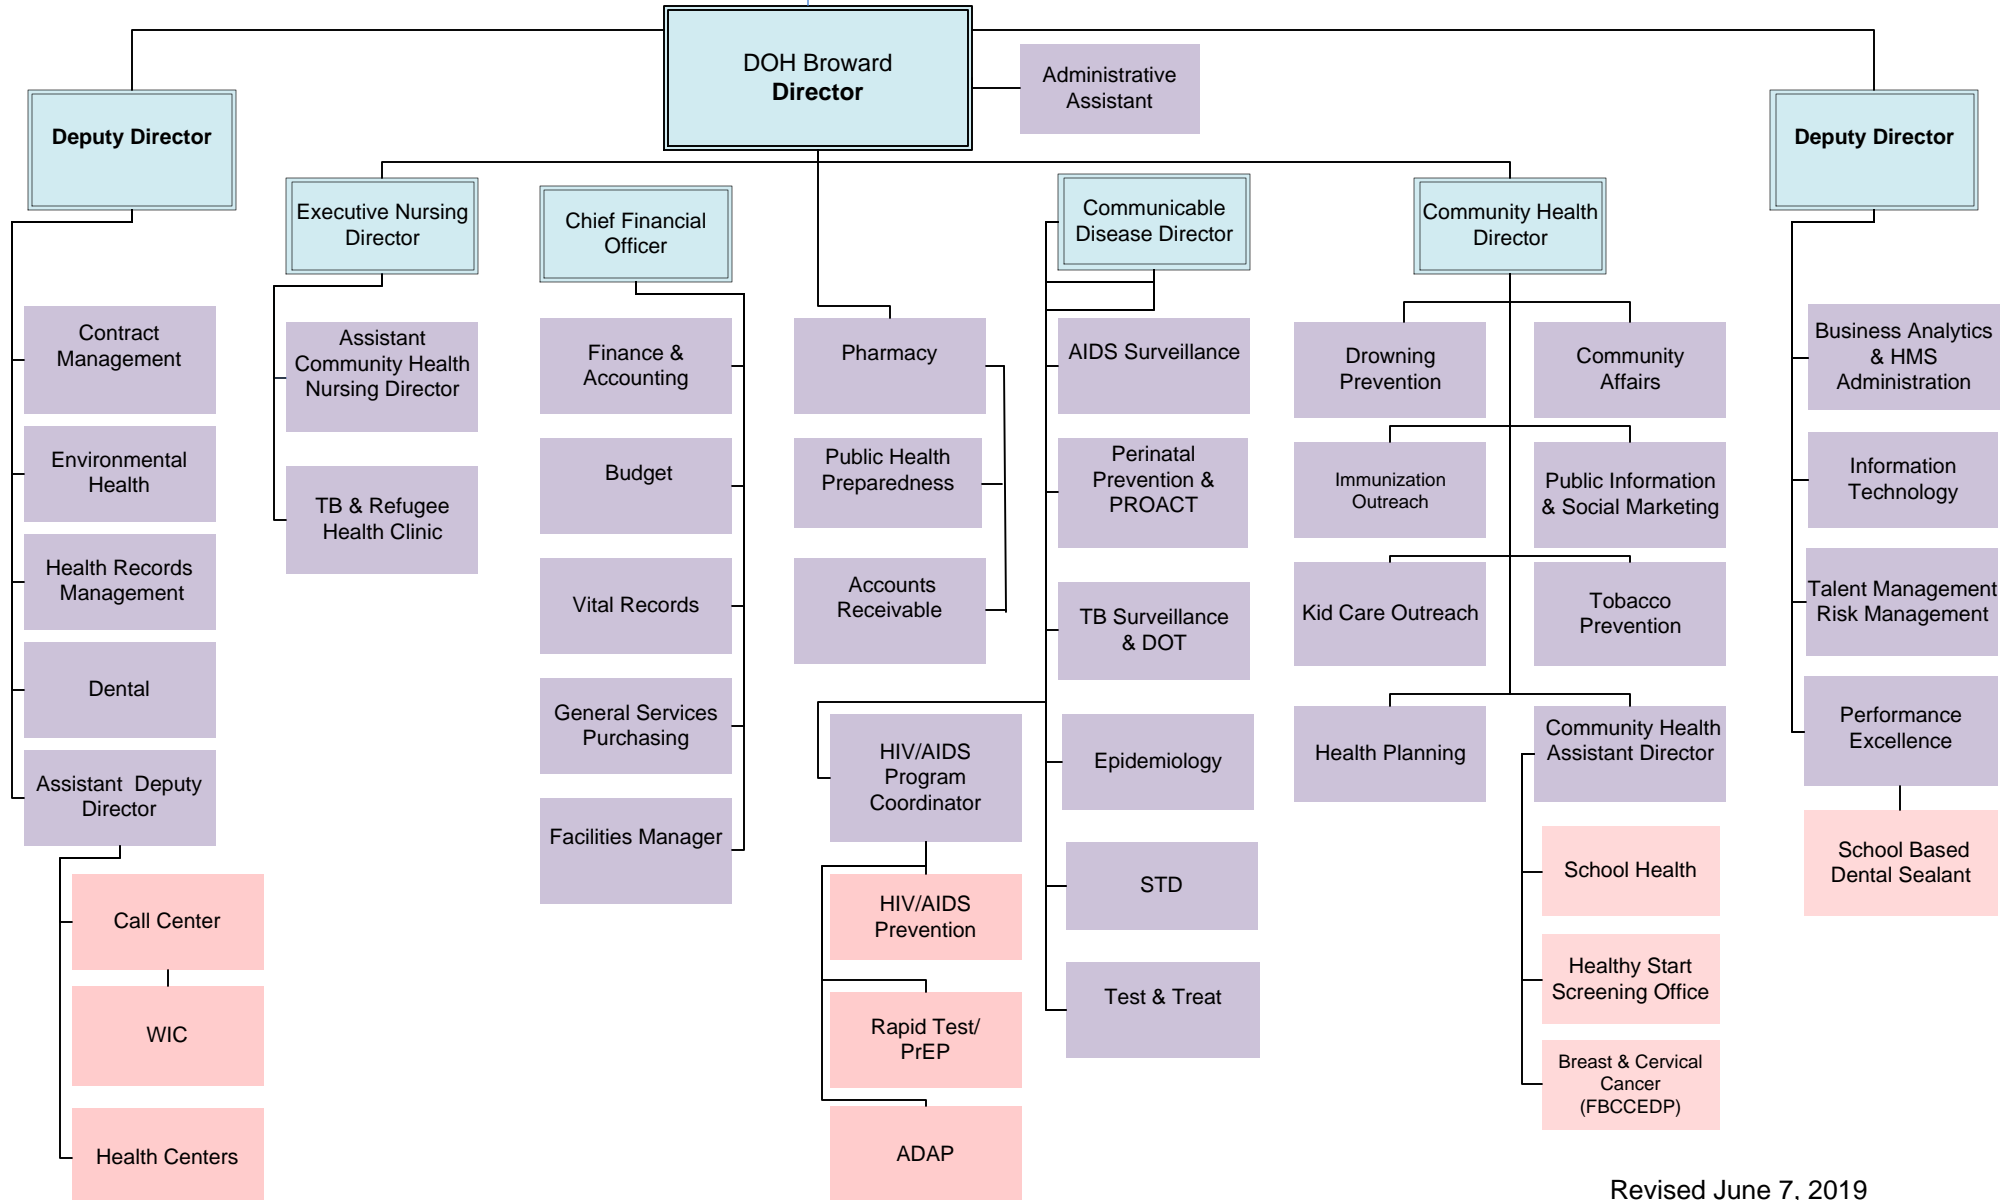 DOH Broward
Director
Administrative
Assistant
Deputy Director
Contract
Management
Environmental
Health
Health Records
Management
Dental
Assistant  Deputy
Director
Call Center
WIC
Health Centers
Executive Nursing
Director
Assistant
Community Health
Nursing Director
TB & Refugee
Health Clinic
Chief Financial
Officer
Finance &
Accounting
Budget
Vital Records
General Services
Purchasing
Facilities Manager
Pharmacy
Public Health
Preparedness
Accounts
Receivable
Communicable
Disease Director
AIDS Surveillance
Perinatal
Prevention &
PROACT
TB Surveillance
& DOT
Epidemiology
STD
Test & Treat
HIV/AIDS
Program
Coordinator
HIV/AIDS
Prevention
Rapid Test/
PrEP
ADAP
Community Health
Director
Drowning
Prevention
Community
Affairs
Immunization
Outreach
Public Information
& Social Marketing
Kid Care Outreach
Tobacco
Prevention
Health Planning
Community Health
Assistant Director
School Health
Healthy Start
Screening Office
Breast & Cervical
Cancer
(FBCCEDP)
Deputy Director
Business Analytics
& HMS
Administration
Information
Technology
Talent Management
Risk Management
Performance
Excellence
School Based
Dental Sealant
Revised June 7, 2019